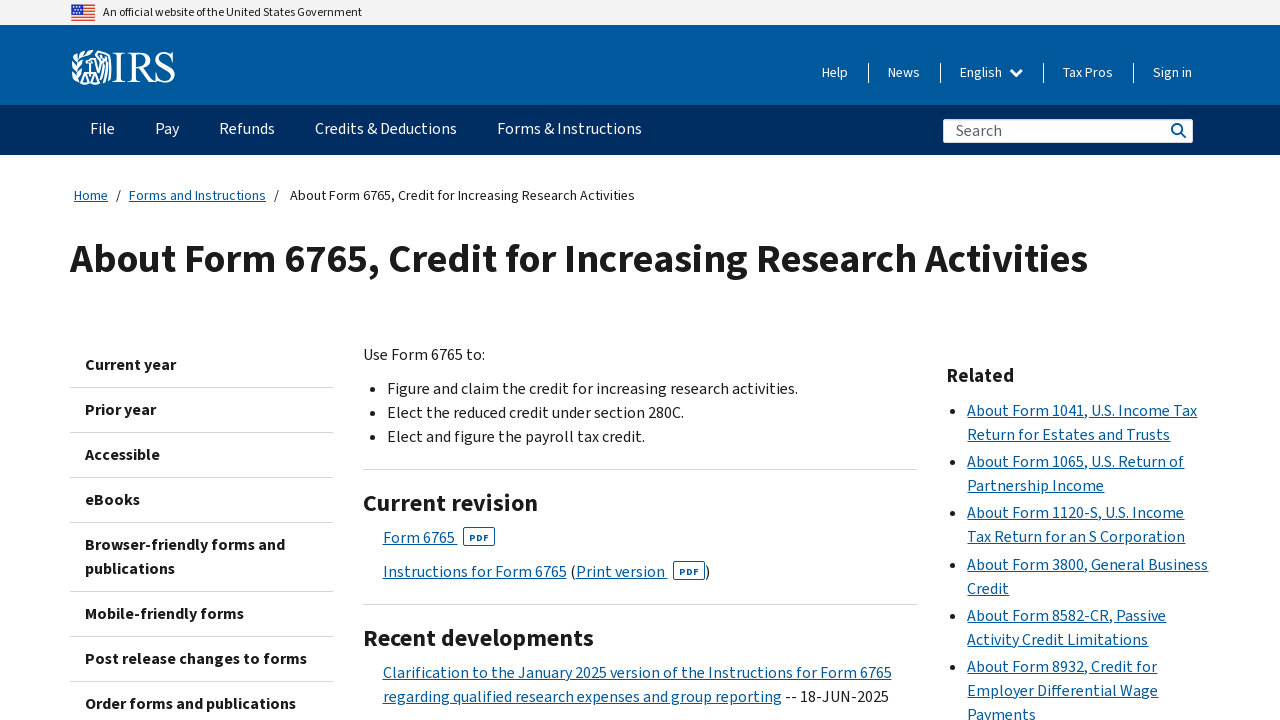 An official website of the United States Government
IRS
Help
News
English
Tax Pros
Sign in
File
Pay
Refunds
Credits & Deductions
Forms & Instructions
Search
Home / Forms and Instructions / About Form 6765, Credit for Increasing Research Activities
About Form 6765, Credit for Increasing Research Activities
Current year
Prior year
Accessible
eBooks
Browser-friendly forms and
publications
Mobile-friendly forms
Post release changes to forms
Order forms and publications
Use Form 6765 to:
Figure and claim the credit for increasing research activities.
Elect the reduced credit under section 280C.
Elect and figure the payroll tax credit.
Current revision
Form 6765 PDF
Instructions for Form 6765 (Print version PDF)
Recent developments
Clarification to the January 2025 version of the Instructions for Form 6765
regarding qualified research expenses and group reporting -- 18-JUN-2025
Related
About Form 1041, U.S. Income Tax
Return for Estates and Trusts
About Form 1065, U.S. Return of
Partnership Income
About Form 1120-S, U.S. Income
Tax Return for an S Corporation
About Form 3800, General Business
Credit
About Form 8582-CR, Passive
Activity Credit Limitations
About Form 8932, Credit for
Employer Differential Wage
Payments